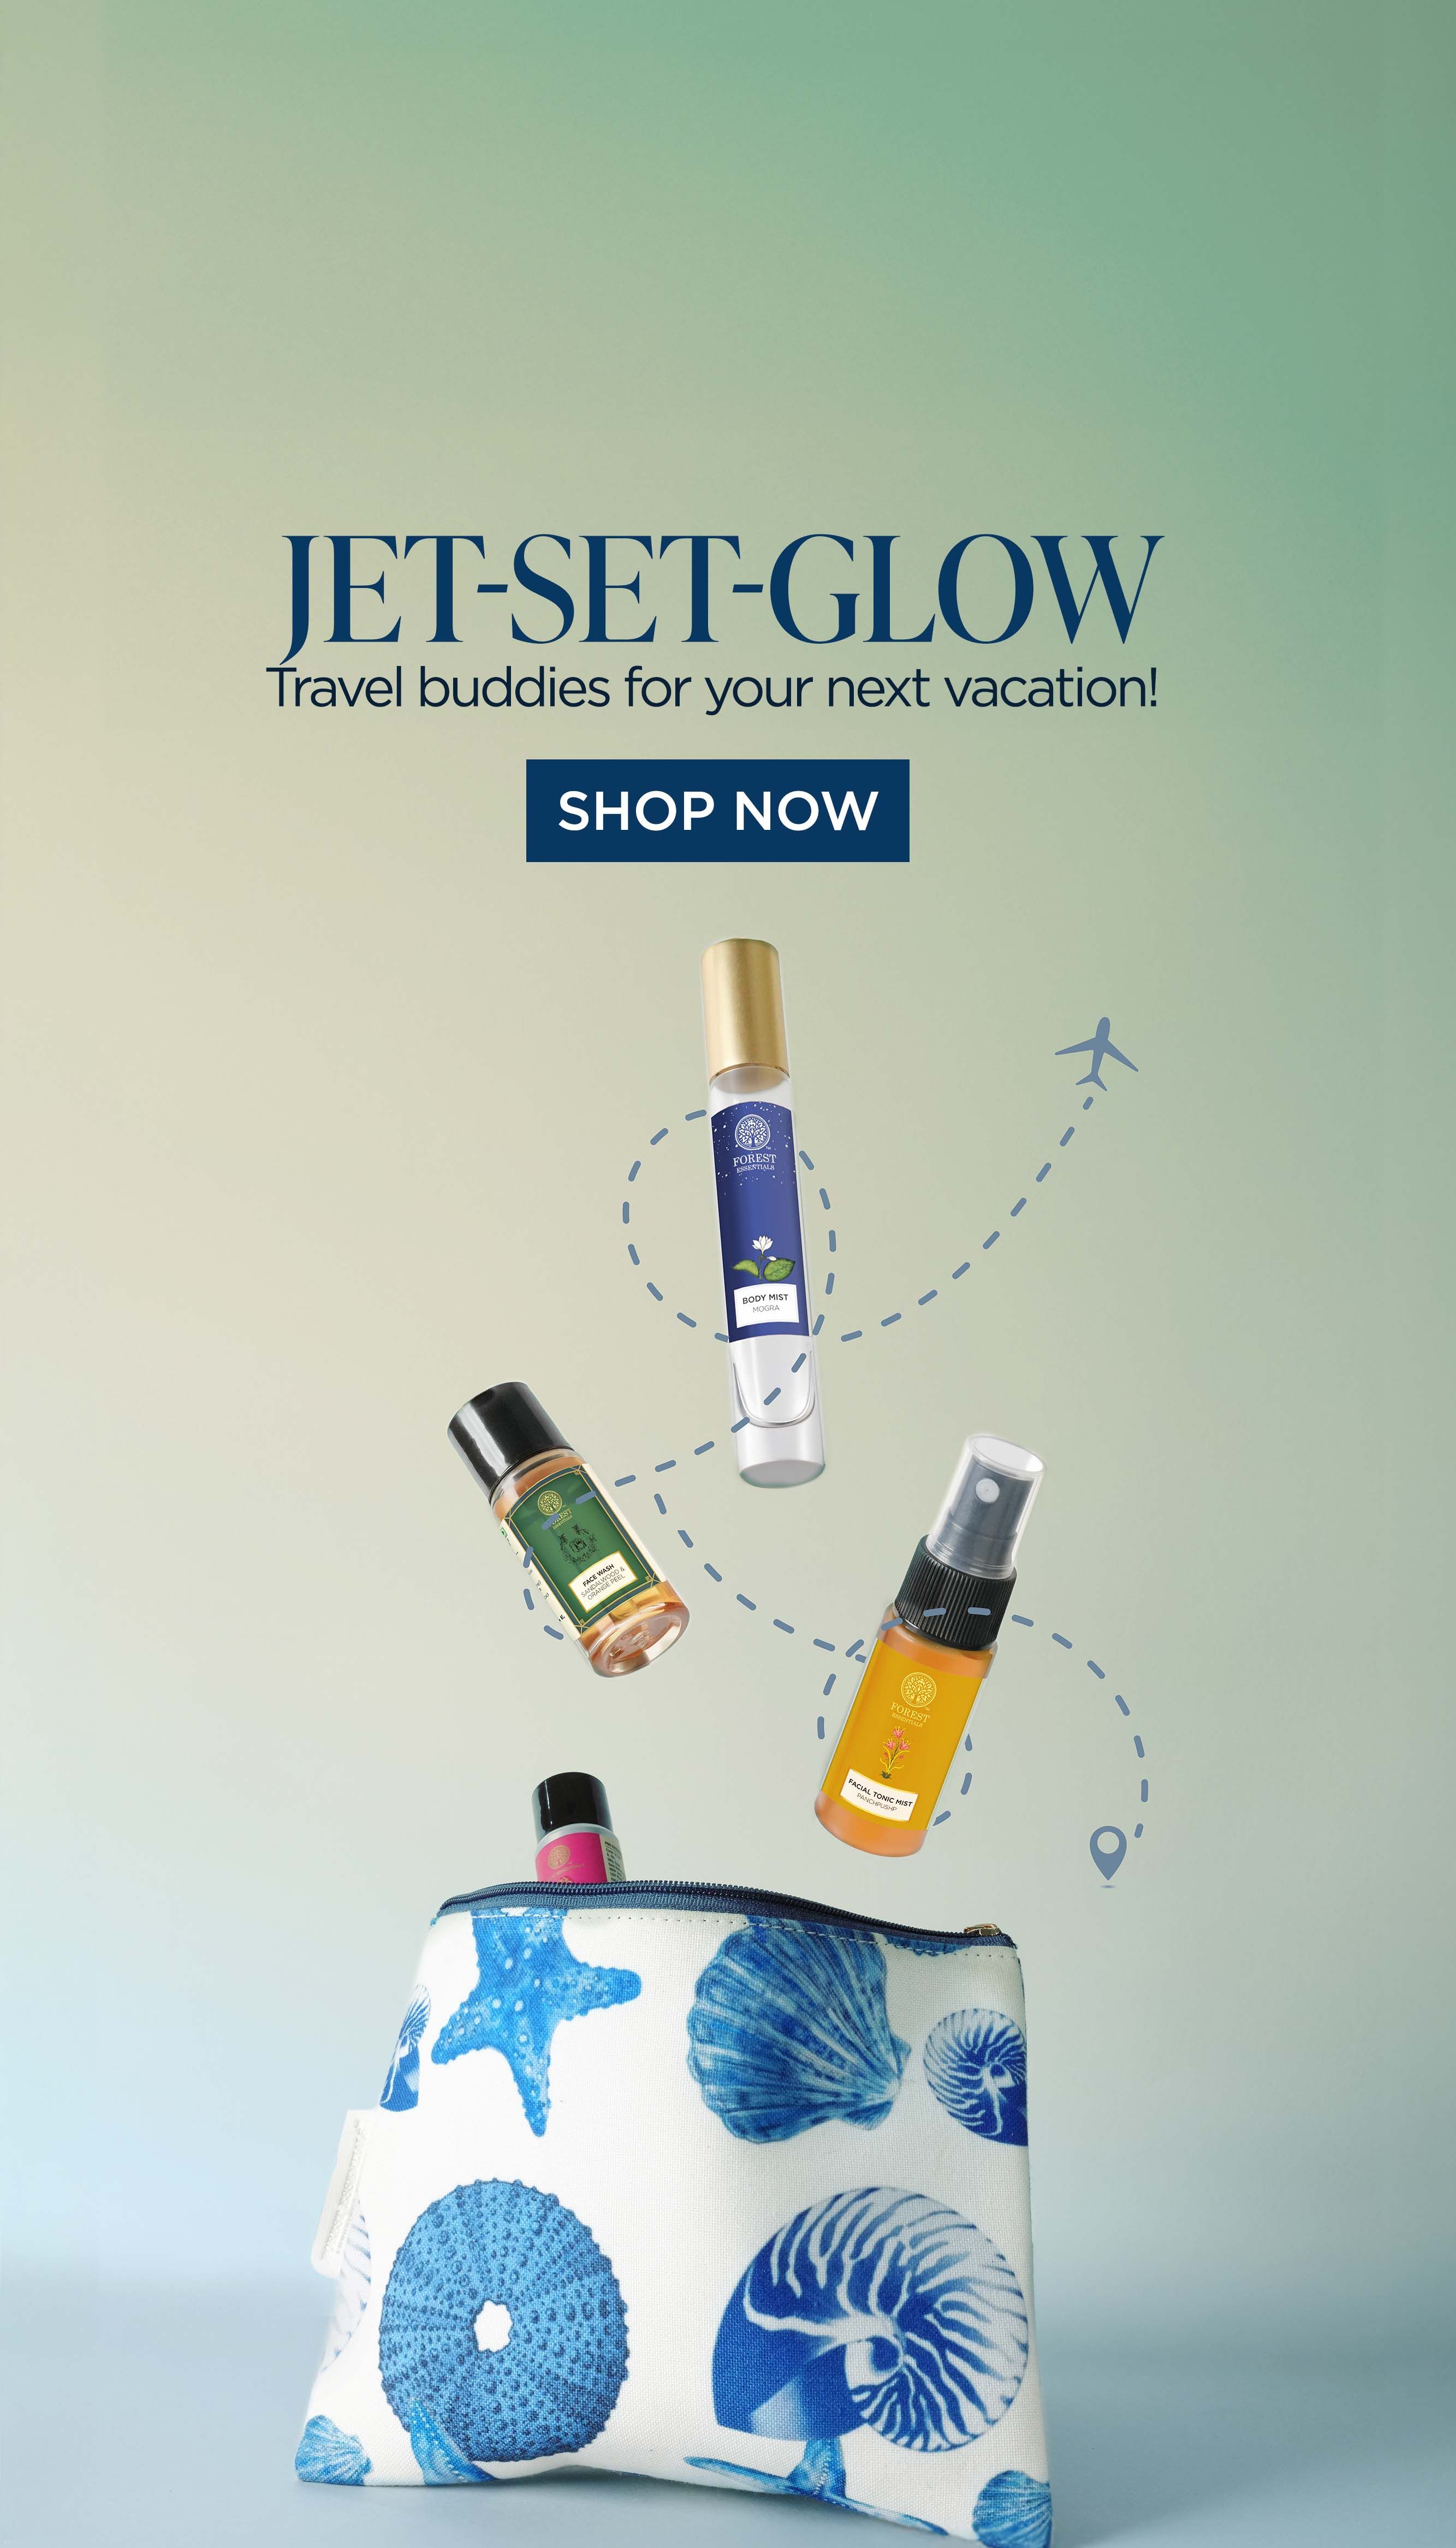 JET-SET-GLOW
Travel buddies for your next vacation!
SHOP NOW
FOREST
ESSENTIALS
BODY MIST
MOGRA
FOREST
ESSENTIALS
FACE WASH
SANDALWOOD &
ORANGE PEEL
FOREST
ESSENTIALS
FACIAL TONIC MIST
PANCHPUSHP